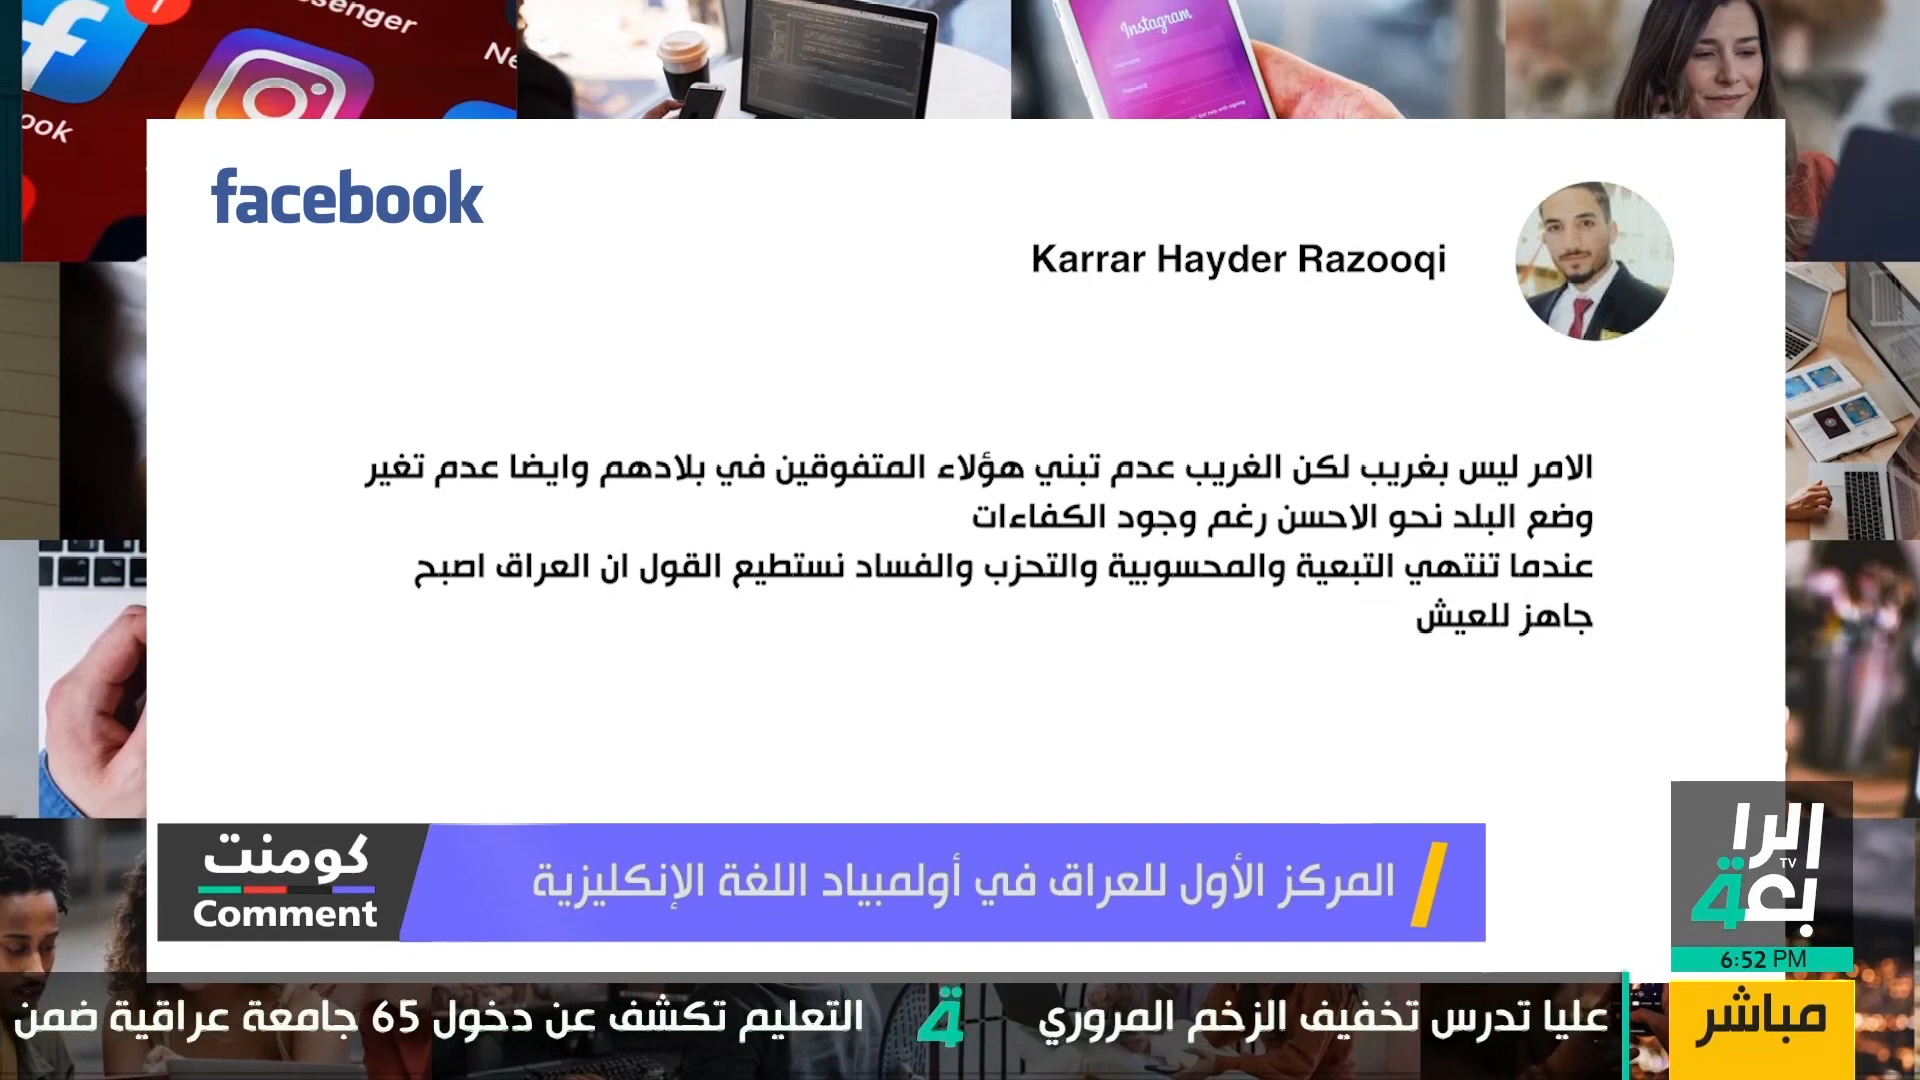 Messenger
ook
Instagram
facebook
Karrar Hayder Razooqi
الامر ليس بغريب لكن الغريب عدم تبني هؤلاء المتفوقين في بلادهم وايضا عدم تغير
وضع البلد نحو الاحسن رغم وجود الكفاءات
عندما تنتهي التبعية والمحسوبية والتحزب والفساد نستطيع القول ان العراق اصبح
جاهز للعيش
كومنت
Comment
المركز الأول للعراق في أولمبياد اللغة الإنكليزية
الرابعة
TV
6:52 PM
مباشر
عليا تدرس تخفيف الزخم المروري
التعليم تكشف عن دخول 65 جامعة عراقية ضمن